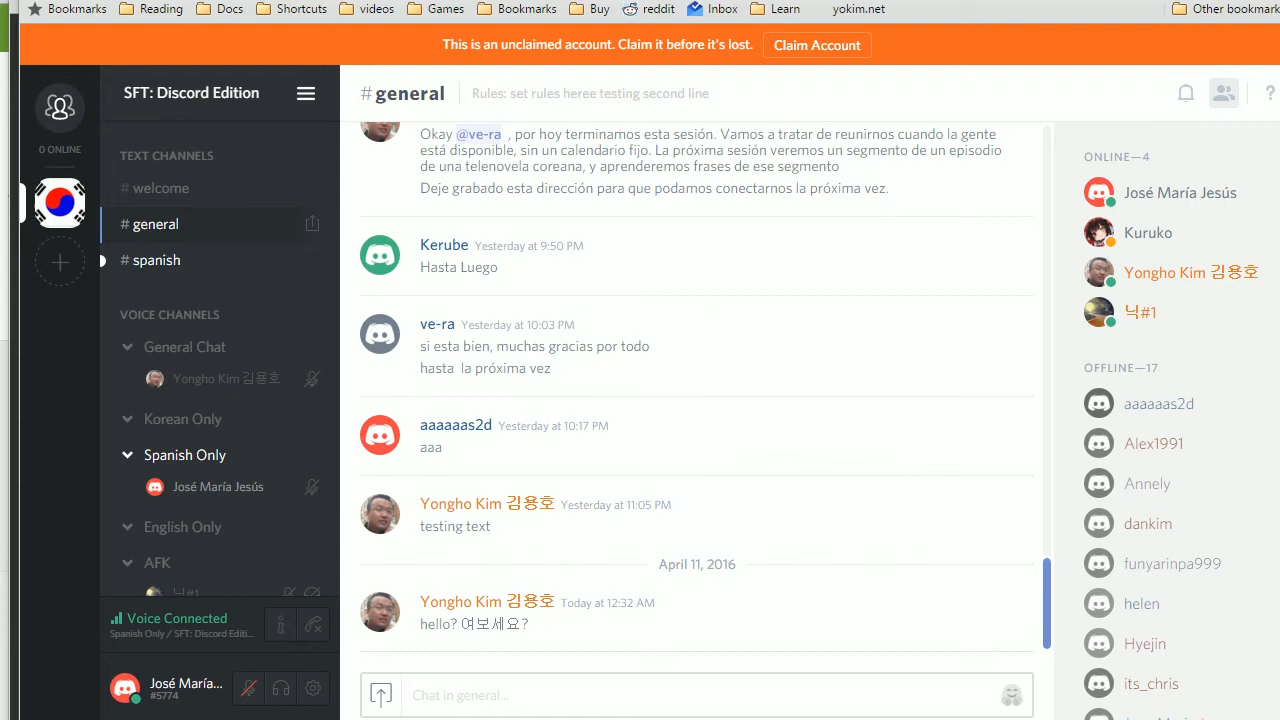 Bookmarks Reading Docs Shortcuts videos Games Bookmarks Buy reddit Inbox Learn yokim.net Other bookmark
This is an unclaimed account. Claim it before it's lost. Claim Account
0 ONLINE
SFT: Discord Edition
TEXT CHANNELS
#welcome
#general
#spanish
VOICE CHANNELS
General Chat
Yongho Kim 김용호
Korean Only
Spanish Only
José María Jesús
English Only
AFK
닉#1
Voice Connected
Spanish Only / SFT: Discord Editi...
José María...
#5774
#general Rules: set rules heree testing second line ?
Okay @ve-ra , por hoy terminamos esta sesión. Vamos a tratar de reunirnos cuando la gente
está disponible, sin un calendario fijo. La próxima sesión veremos un segmento de un episodio
de una telenovela coreana, y aprenderemos frases de ese segmento
Deje grabado esta dirección para que podamos conectarnos la próxima vez.
Kerube Yesterday at 9:50 PM
Hasta Luego
ve-ra Yesterday at 10:03 PM
si esta bien, muchas gracias por todo
hasta la próxima vez
aaaaaas2d Yesterday at 10:17 PM
aaa
Yongho Kim 김용호 Yesterday at 11:05 PM
testing text
April 11, 2016
Yongho Kim 김용호 Today at 12:32 AM
hello? 여보세요?
Chat in general...
ONLINE—4
José María Jesús
Kuruko
Yongho Kim 김용호
닉#1
OFFLINE—17
aaaaaas2d
Alex1991
Annely
dankim
funyarinpa999
helen
Hyejin
its_chris